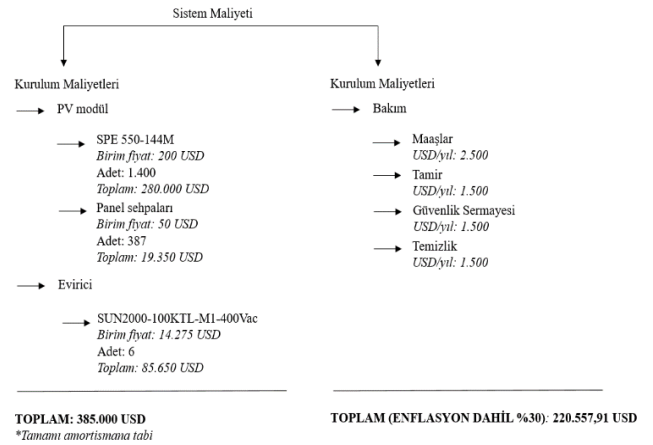 Sistem Maliyeti
Kurulum Maliyetleri
PV modül
SPE 550-144M
Birim fiyat: 200 USD
Adet: 1.400
Toplam: 280.000 USD
Panel sehpaları
Birim fiyat: 50 USD
Adet: 387
Toplam: 19.350 USD
Evirici
SUN2000-100KTL-M1-400Vac
Birim fiyat: 14.275 USD
Adet: 6
Toplam: 85.650 USD
TOPLAM: 385.000 USD
*Tamamı amortismana tabi
Kurulum Maliyetleri
Bakım
Maaşlar
USD/yıl: 2.500
Tamir
USD/yıl: 1.500
Güvenlik Sermayesi
USD/yıl: 1.500
Temizlik
USD/yıl: 1.500
TOPLAM (ENFLASYON DAHİL %30): 220.557,91 USD